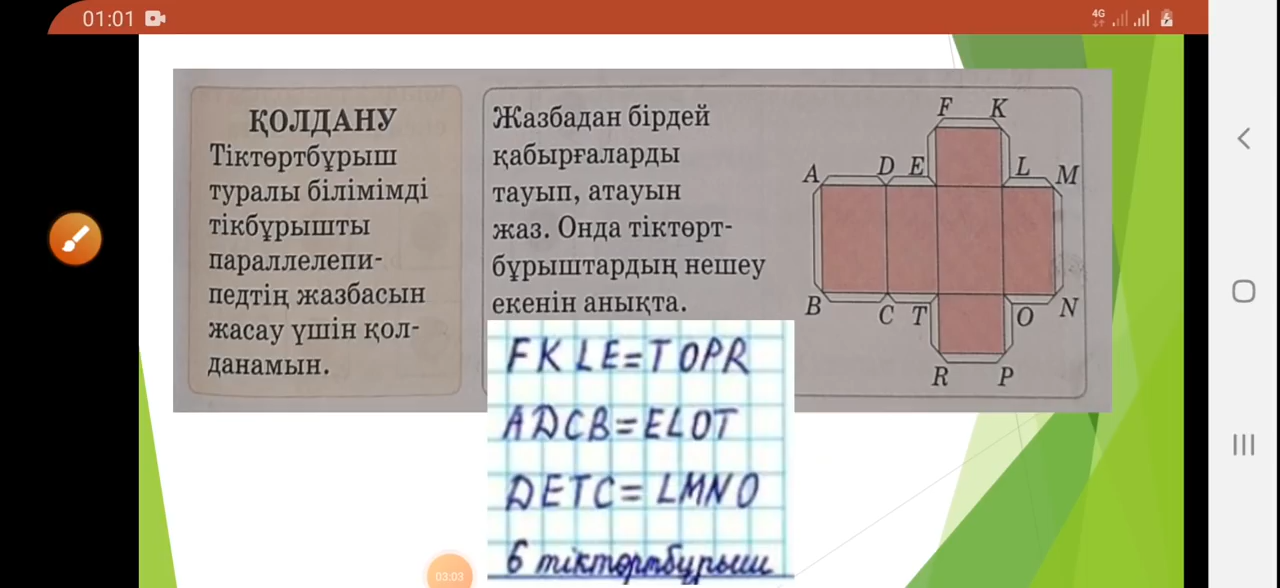 01:01
4G
ҚОЛДАНУ
Тіктөртбұрыш
туралы білімімді
тікбұрышты
параллелепи-
педтің жазбасын
жасау үшін қол-
данамын.
Жазбадан бірдей
қабырғаларды
тауып, атауын
жаз. Онда тіктөрт-
бұрыштардың нешеу
екенін анықта.
F K
A D E L M
B C T O N
R P
FKLE=TOPR
ADCB=ELOT
DETC=LMNO
6 тіктөртбұрыш
03:03